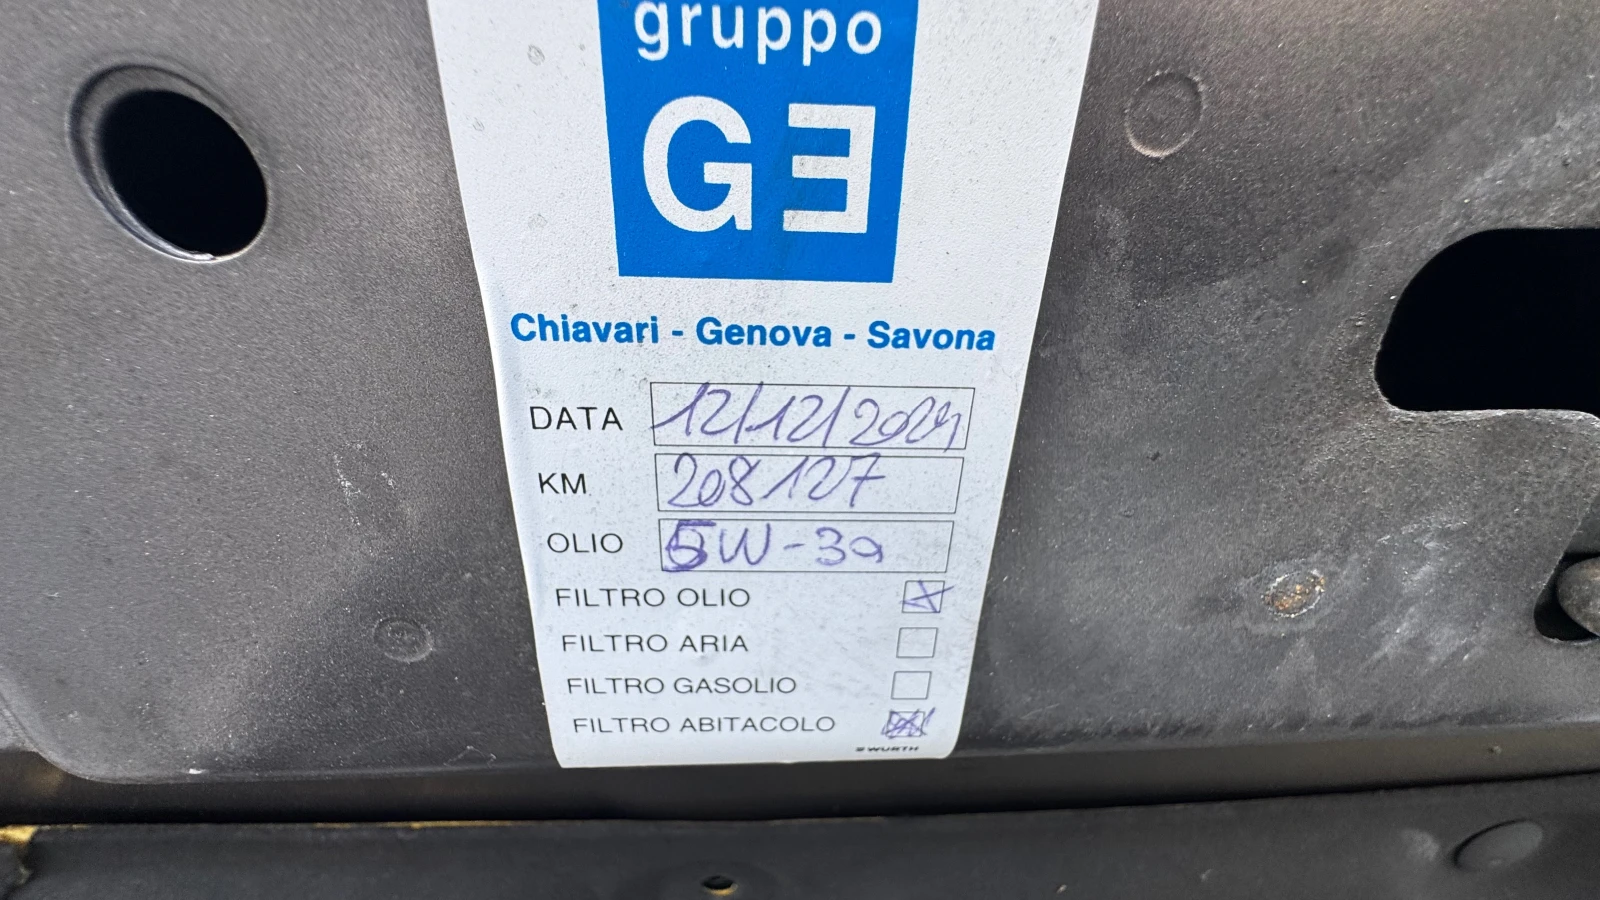 gruppo
GE
Chiavari - Genova - Savona
DATA 12/12/2024
KM 208127
OLIO 5W-30
FILTRO OLIO
FILTRO ARIA
FILTRO GASOLIO
FILTRO ABITACOLO
WÜRTH